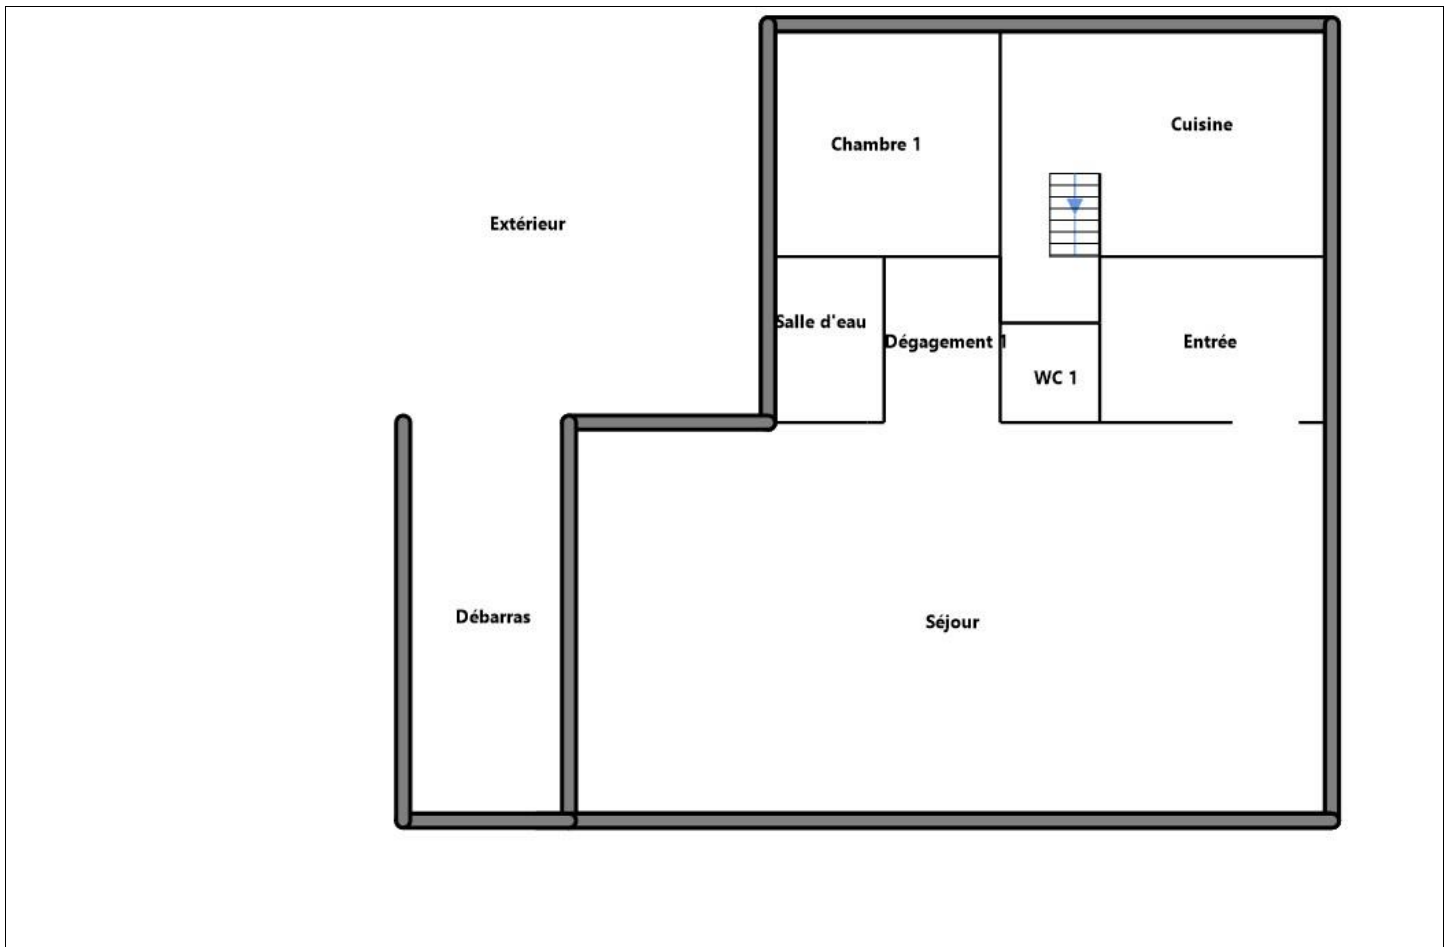 Cuisine
Chambre 1
Extérieur
Salle d'eau
Dégagement 1
Entrée
WC 1
Débarras
Séjour